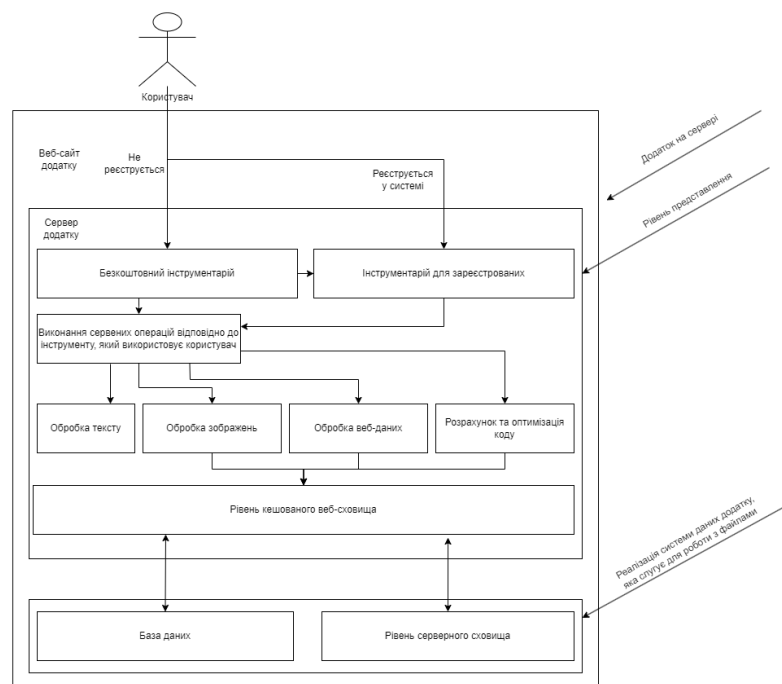 Користувач
Веб-сайт
додатку
Не
реєструється
Реєструється
у системі
Додаток на сервері
Рівень представлення
Сервер
додатку
Безкоштовний інструментарій
Інструментарій для зареєстрованих
Виконання сервених операцій відповідно до
інструменту, який використовує користувач
Обробка тексту
Обробка зображень
Обробка веб-даних
Розрахунок та оптимізація
коду
Рівень кешованого веб-сховища
Реалізація системи даних додатку,
яка слугує для роботи з файлами
База даних
Рівень серверного сховища